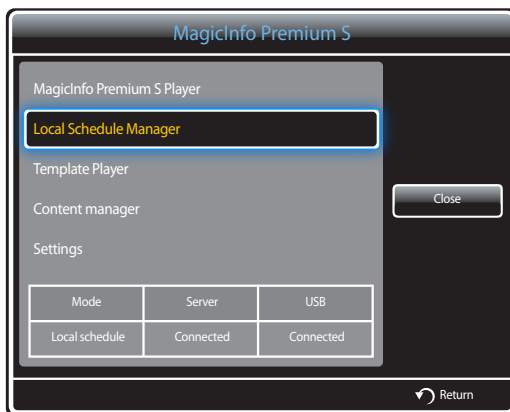 MagicInfo Premium S
MagicInfo Premium S Player
Local Schedule Manager
Template Player
Content manager
Settings
Close
Mode Server USB
Local schedule Connected Connected
Return